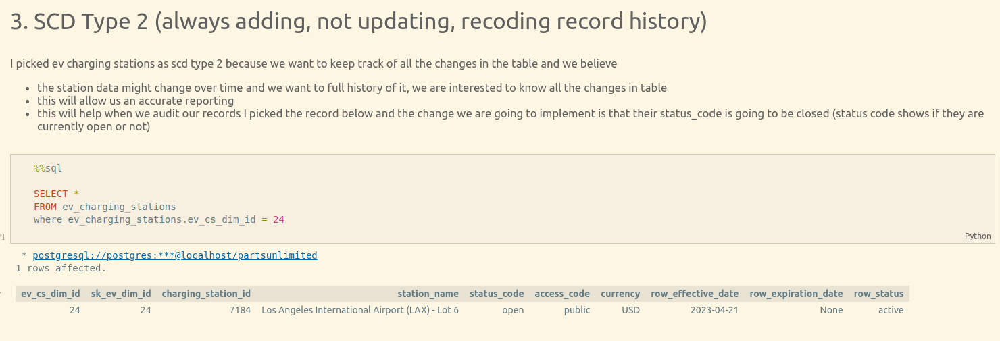 3. SCD Type 2 (always adding, not updating, recoding record history)
I picked ev charging stations as scd type 2 because we want to keep track of all the changes in the table and we believe
• the station data might change over time and we want to full history of it, we are interested to know all the changes in table
• this will allow us an accurate reporting
• this will help when we audit our records I picked the record below and the change we are going to implement is that their status_code is going to be closed (status code shows if they are
currently open or not)
%%sql
SELECT *
FROM ev_charging_stations
where ev_charging_stations.ev_cs_dim_id = 24
Python
* postgresql://postgres:***@localhost/partsunlimited
1 rows affected.
ev_cs_dim_id sk_ev_dim_id charging_station_id station_name status_code access_code currency row_effective_date row_expiration_date row_status
24 24 7184 Los Angeles International Airport (LAX) - Lot 6 open public USD 2023-04-21 None active